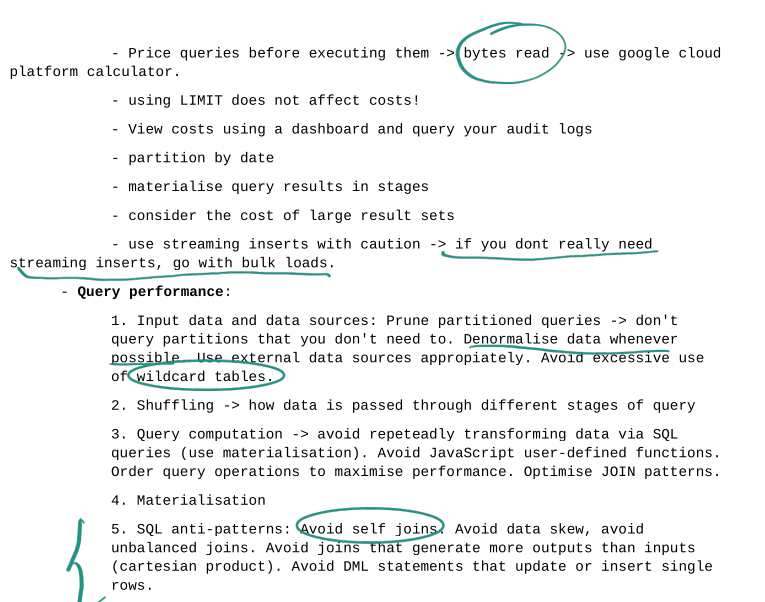 - Price queries before executing them -> bytes read -> use google cloud
platform calculator.
- using LIMIT does not affect costs!
- View costs using a dashboard and query your audit logs
- partition by date
- materialise query results in stages
- consider the cost of large result sets
- use streaming inserts with caution -> if you dont really need
streaming inserts, go with bulk loads.
- Query performance:
1. Input data and data sources: Prune partitioned queries -> don't
query partitions that you don't need to. Denormalise data whenever
possible. Use external data sources appropiately. Avoid excessive use
of wildcard tables.
2. Shuffling -> how data is passed through different stages of query
3. Query computation -> avoid repeteadly transforming data via SQL
queries (use materialisation). Avoid JavaScript user-defined functions.
Order query operations to maximise performance. Optimise JOIN patterns.
4. Materialisation
5. SQL anti-patterns: Avoid self joins. Avoid data skew, avoid
unbalanced joins. Avoid joins that generate more outputs than inputs
(cartesian product). Avoid DML statements that update or insert single
rows.